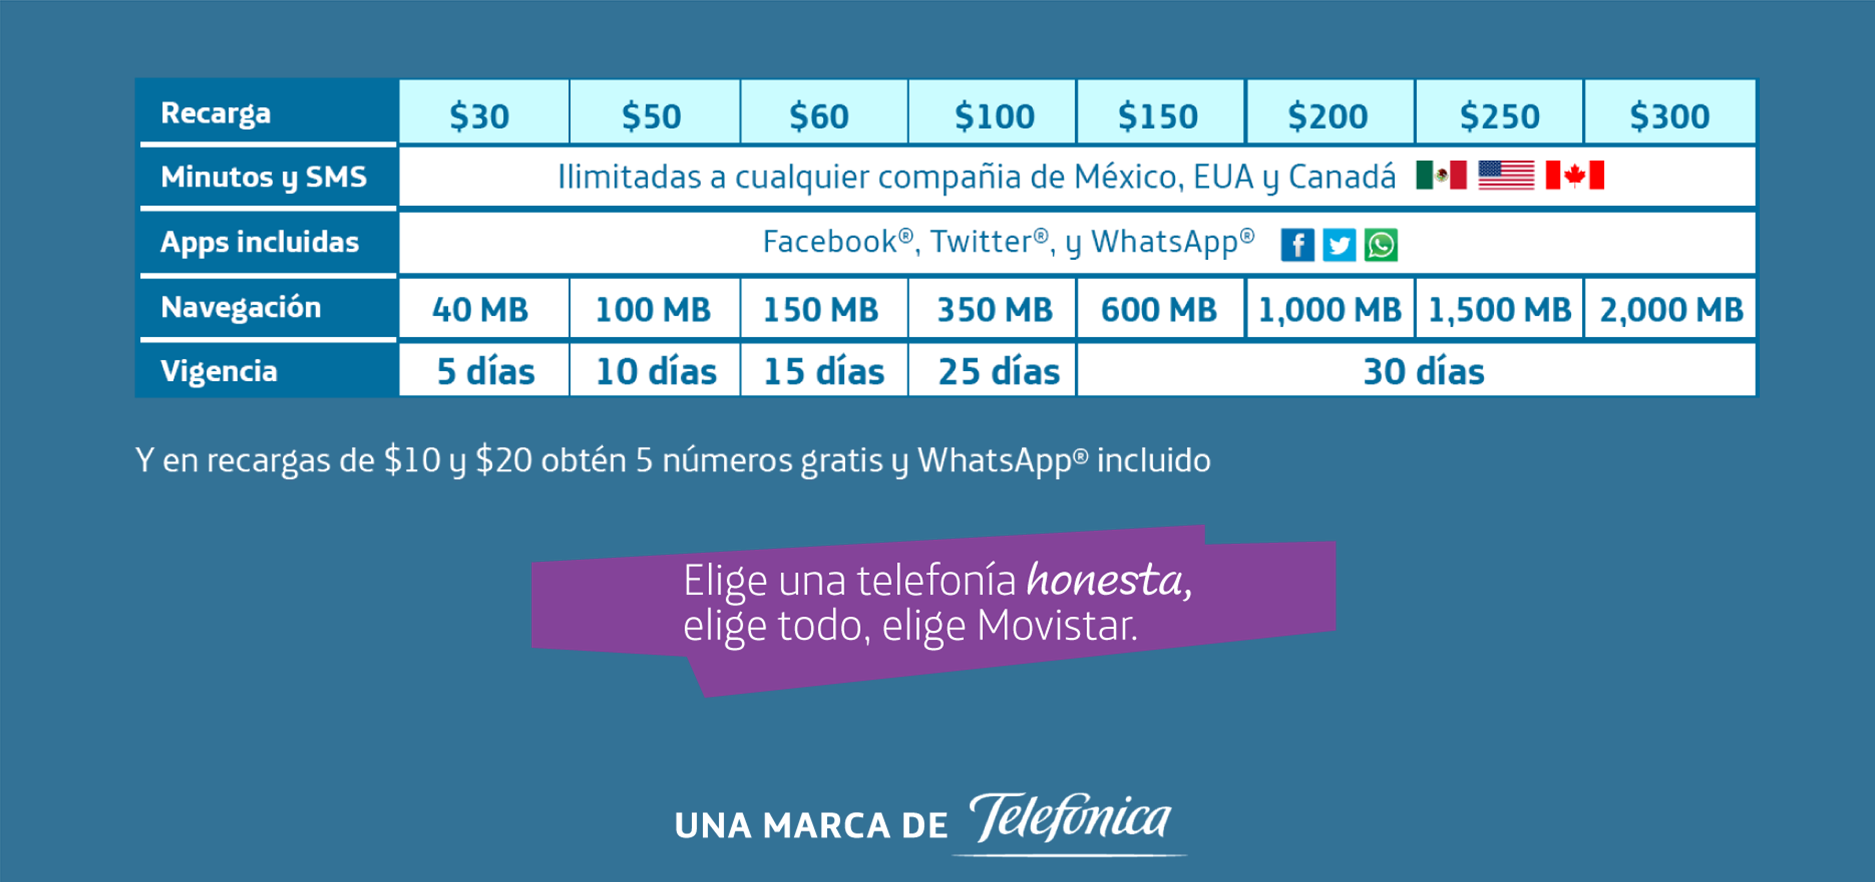 Recarga $30 $50 $60 $100 $150 $200 $250 $300
Minutos y SMS Ilimitadas a cualquier compañia de México, EUA y Canadá
Apps incluidas Facebook®, Twitter®, y WhatsApp®
Navegación 40 MB 100 MB 150 MB 350 MB 600 MB 1,000 MB 1,500 MB 2,000 MB
Vigencia 5 días 10 días 15 días 25 días 30 días
Y en recargas de $10 y $20 obtén 5 números gratis y WhatsApp® incluido
Elige una telefonía honesta,
elige todo, elige Movistar.
UNA MARCA DE Telefónica